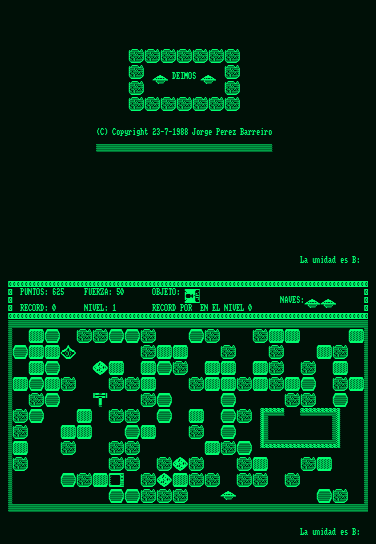 DEIMOS
(C) Copyright 23-7-1988 Jorge Perez Barreiro
La unidad es B:
PUNTOS: 625 FUERZA: 50 OBJETO: NAVES:
RECORD: 0 NIVEL: 1 RECORD POR EN EL NIVEL 0
La unidad es B: